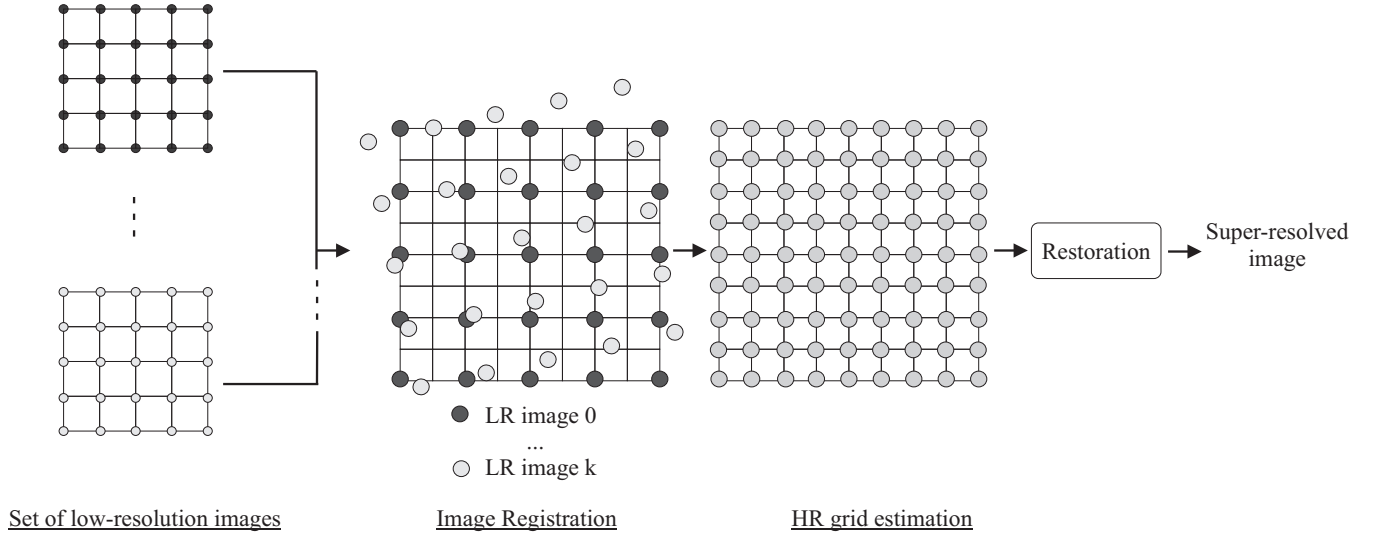 Restoration
Super-resolved
image
LR image 0
...
LR image k
Set of low-resolution images
Image Registration
HR grid estimation